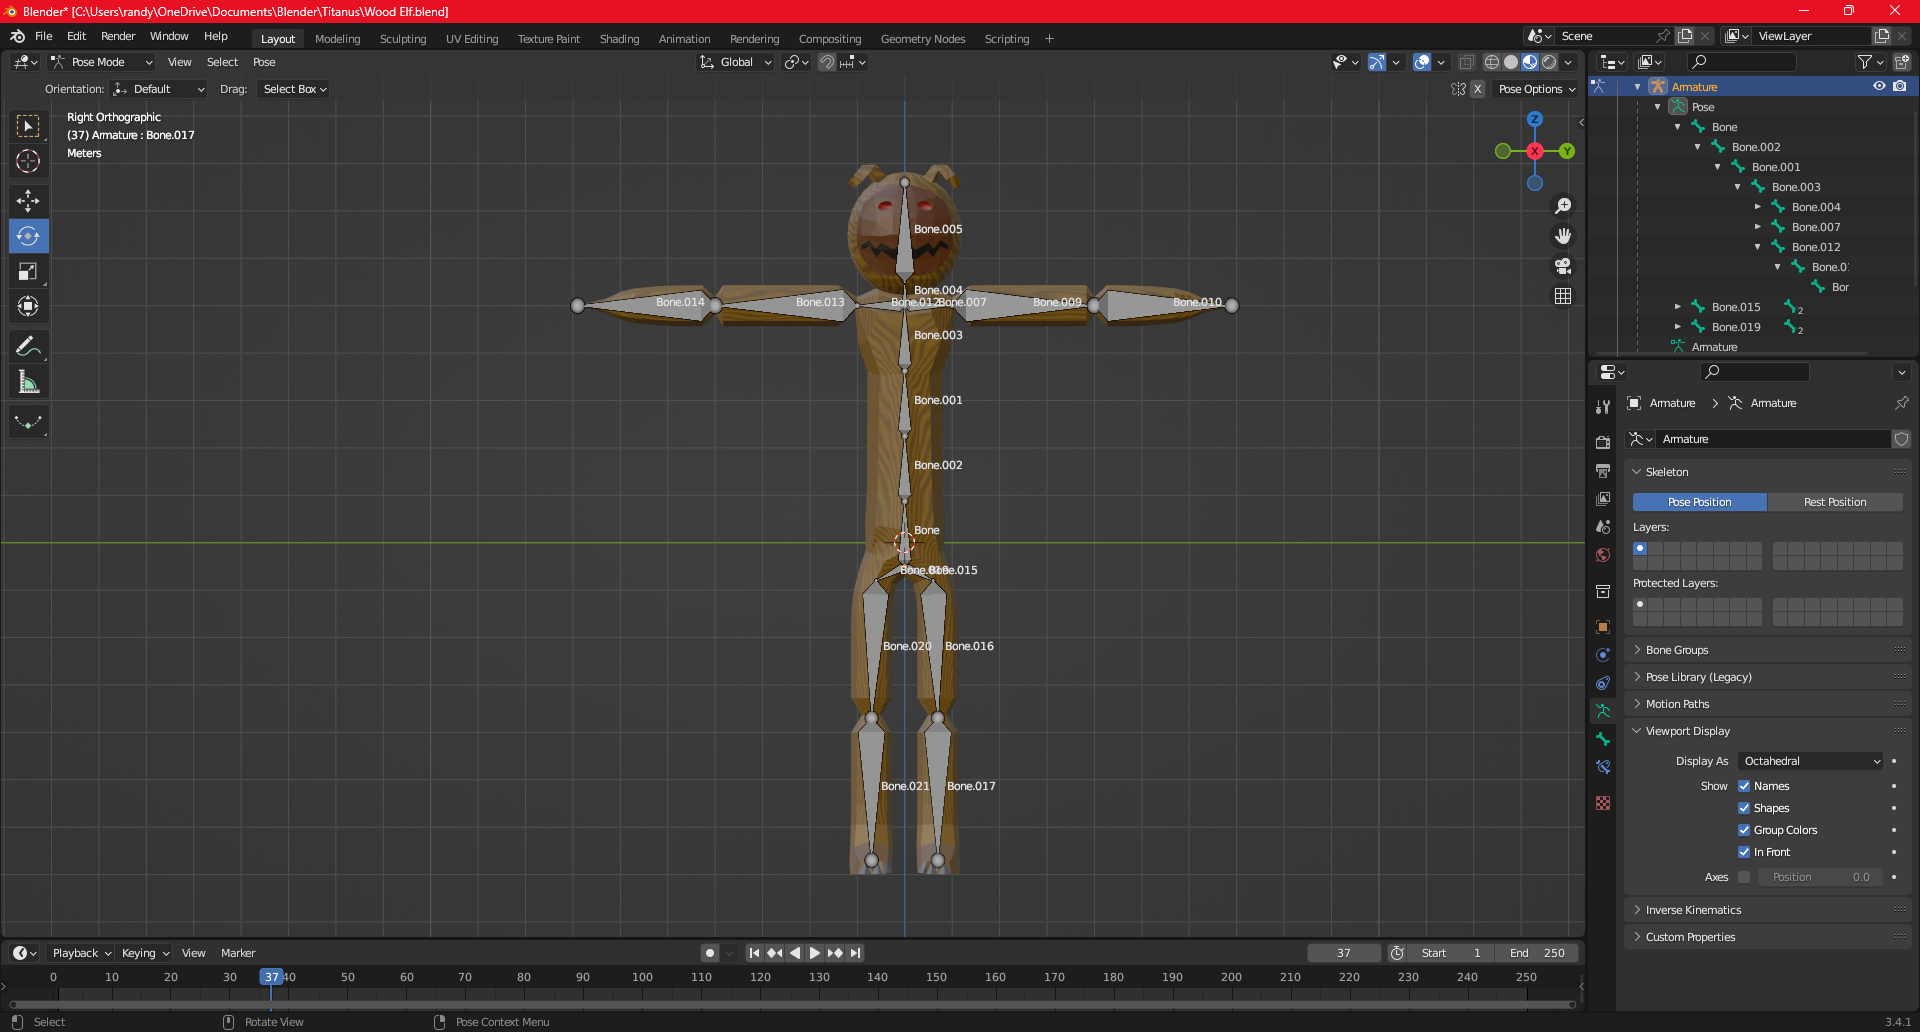 Blender* [C:\Users\randy\OneDrive\Documents\Blender\Titanus\Wood Elf.blend]
File Edit Render Window Help Layout Modeling Sculpting UV Editing Texture Paint Shading Animation Rendering Compositing Geometry Nodes Scripting + Scene ViewLayer
Pose Mode View Select Pose Global
Orientation: Default Drag: Select Box X Pose Options
Right Orthographic
(37) Armature : Bone.017
Meters
Z
X
Y
Bone.005
Bone.004
Bone.014 Bone.013 Bone.012 Bone.007 Bone.009 Bone.010
Bone.003
Bone.001
Bone.002
Bone
Bone.015
Bone.020 Bone.016
Bone.021 Bone.017
Armature
Pose
Bone
Bone.002
Bone.001
Bone.003
Bone.004
Bone.007
Bone.012
Bone.0
Bor
Bone.015 2
Bone.019 2
Armature
Armature > Armature
Armature
Skeleton
Pose Position Rest Position
Layers:
Protected Layers:
Bone Groups
Pose Library (Legacy)
Motion Paths
Viewport Display
Display As Octahedral
Show Names
Shapes
Group Colors
In Front
Axes Position 0.0
Inverse Kinematics
Custom Properties
Playback Keying View Marker 37 Start 1 End 250
0 10 20 30 37 40 50 60 70 80 90 100 110 120 130 140 150 160 170 180 190 200 210 220 230 240 250
Select Rotate View Pose Context Menu 3.4.1